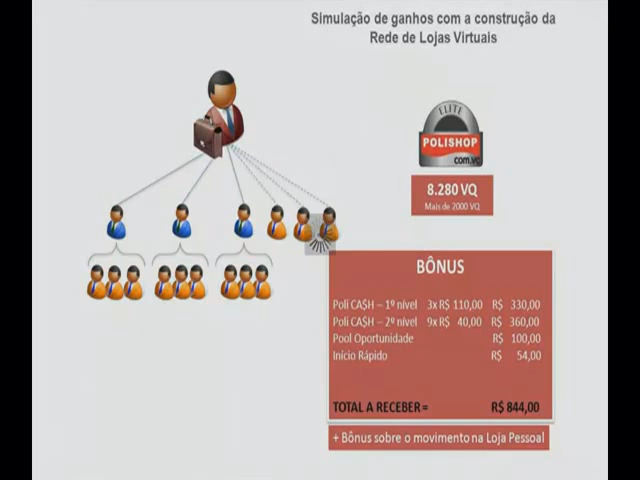 Simulação de ganhos com a construção da
Rede de Lojas Virtuais
ELITE
POLISHOP
com.vc
8.280 VQ
Mais de 2000 VQ
BÔNUS
Poli CA$H – 1º nível 3x R$ 110,00 R$ 330,00
Poli CA$H – 2º nível 9x R$ 40,00 R$ 360,00
Pool Oportunidade R$ 100,00
Início Rápido R$ 54,00
TOTAL A RECEBER = R$ 844,00
+ Bônus sobre o movimento na Loja Pessoal